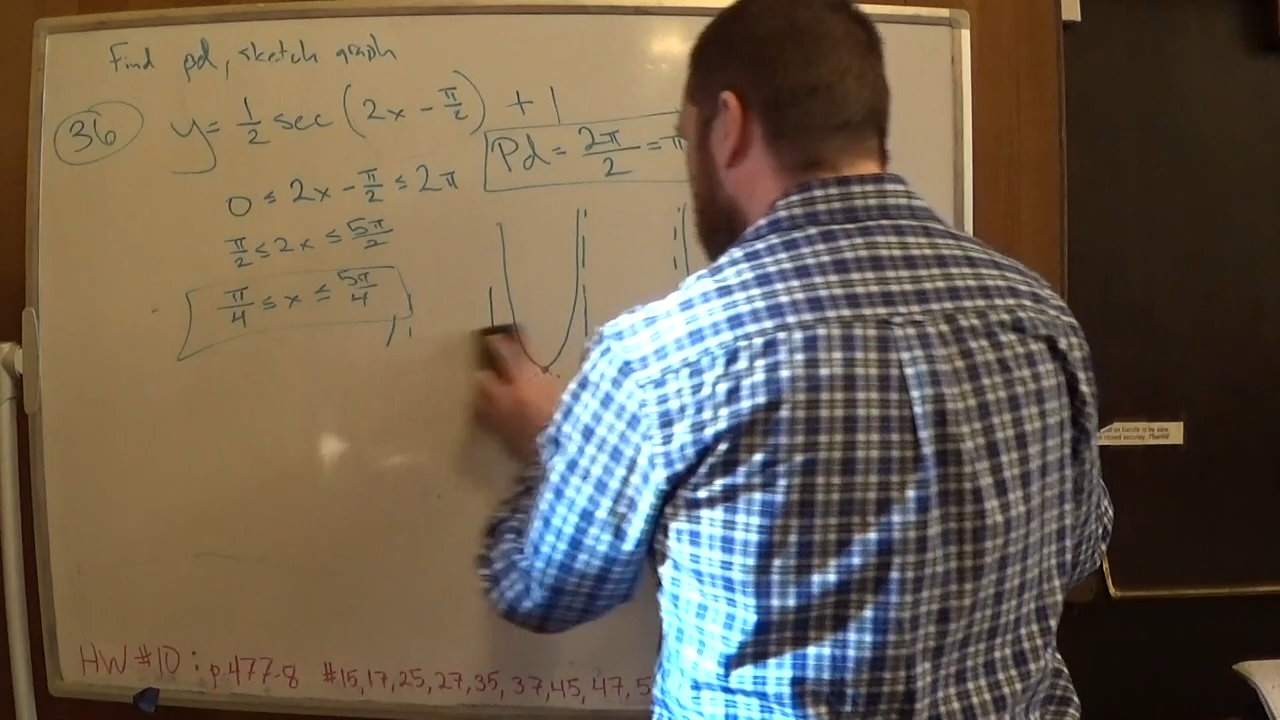 Find pd, sketch graph
36 y = 1/2 sec (2x - π/2) + 1
Pd = 2π/2 = π
0 ≤ 2x - π/2 ≤ 2π
π/2 ≤ 2x ≤ 5π/2
π/4 ≤ x ≤ 5π/4
HW #10 : p.477-8 #15,17,25,27,35,37,45,47,5